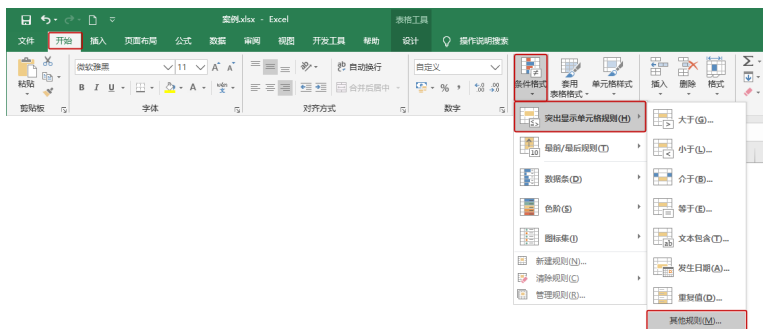 案例.xlsx - Excel 表格工具
文件 开始 插入 页面布局 公式 数据 审阅 视图 开发工具 帮助 设计 操作说明搜索
粘贴 微软雅黑 11 A A 自动换行 自定义 条件格式 套用表格格式 单元格样式 插入 删除 格式
B I U A wén 文 合并后居中 %
剪贴板 字体 对齐方式 数字
突出显示单元格规则(H) 大于(G)...
最前/最后规则(T) 小于(L)...
数据条(D) 介于(B)...
色阶(S) 等于(E)...
图标集(I) 文本包含(T)...
新建规则(N)...
清除规则(C) 发生日期(A)...
管理规则(R)... 重复值(D)...
其他规则(M)...